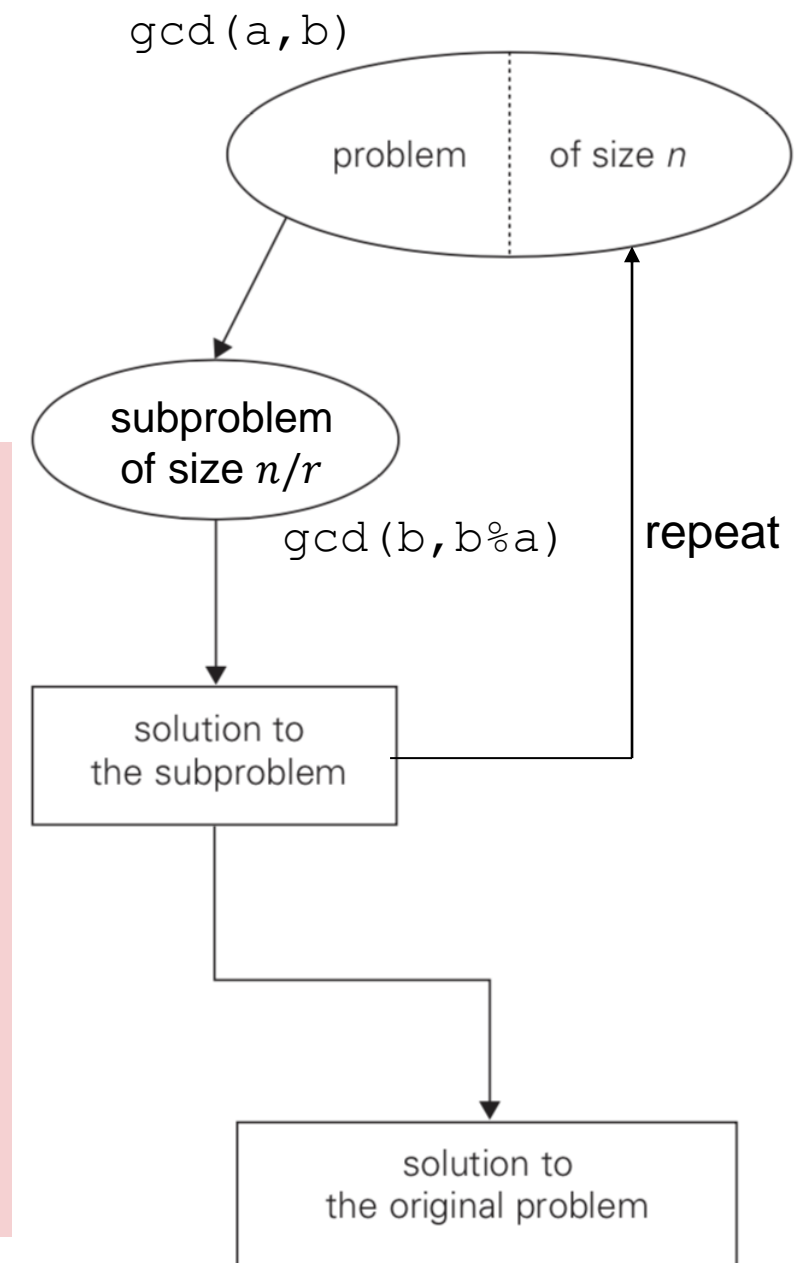 gcd(a,b)
problem of size n
subproblem
of size n/r
gcd(b,b%a)
repeat
solution to
the subproblem
solution to
the original problem